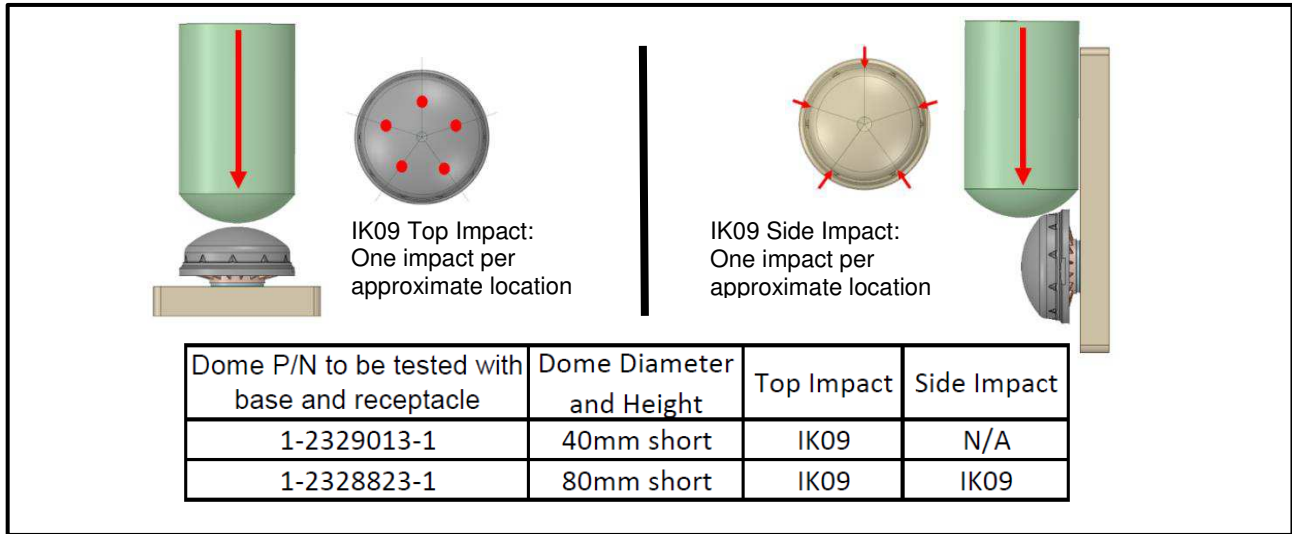 IK09 Top Impact:
One impact per
approximate location
IK09 Side Impact:
One impact per
approximate location
Dome P/N to be tested with base and receptacle Dome Diameter and Height Top Impact Side Impact
1-2329013-1 40mm short IK09 N/A
1-2328823-1 80mm short IK09 IK09